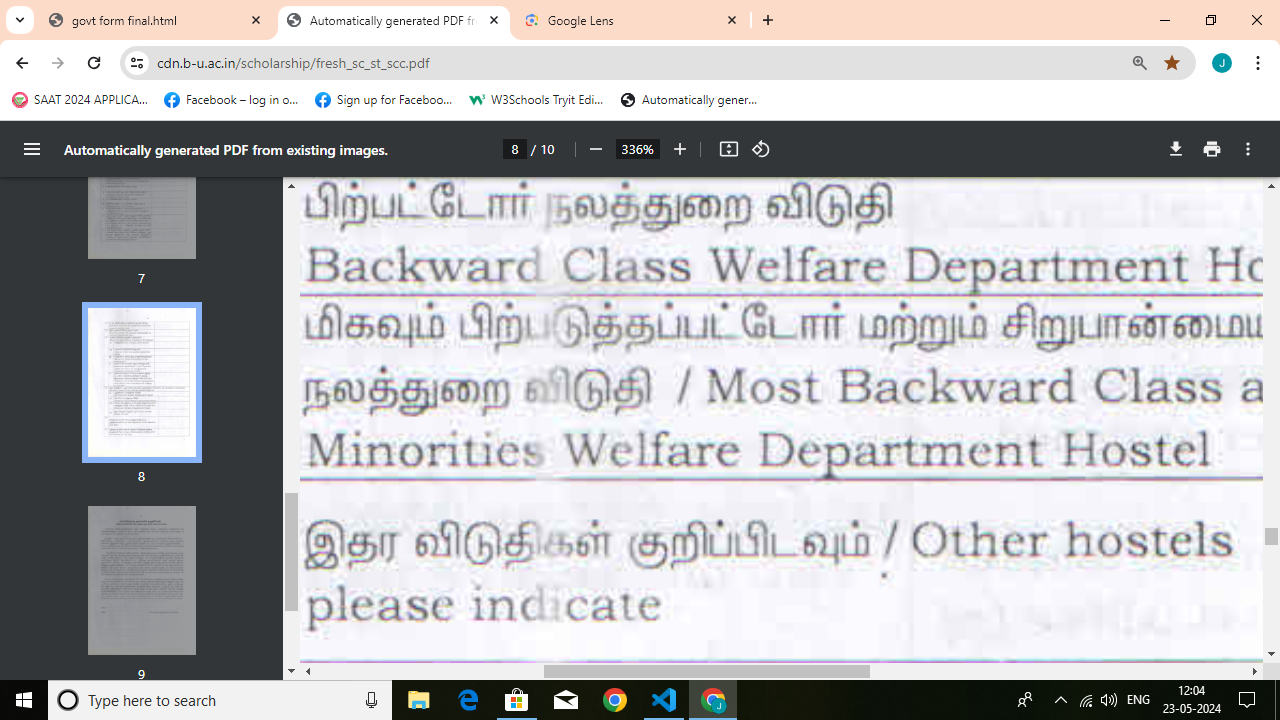 govt form final.html
Automatically generated PDF fr
Google Lens
cdn.b-u.ac.in/scholarship/fresh_sc_st_scc.pdf
J
SAAT 2024 APPLICA...
Facebook – log in o...
Sign up for Faceboo...
W3Schools Tryit Edi...
Automatically gener...
Automatically generated PDF from existing images.
8 / 10
336%
7
8
9
பிற்பட்டோர் நலத்துறை விடுதி
Backward Class Welfare Department Ho
மிகவும் பிற்படுத்தப்பட்டோர் மற்றும் சிறுபான்மை
நலத்துறை விடுதி / Most Backward Class a
Minorities Welfare Department Hostel
இதர விடுதிகள் குறிப்பிடவும் / Other hostels
please indicate
Type here to search
ENG
12:04
23-05-2024